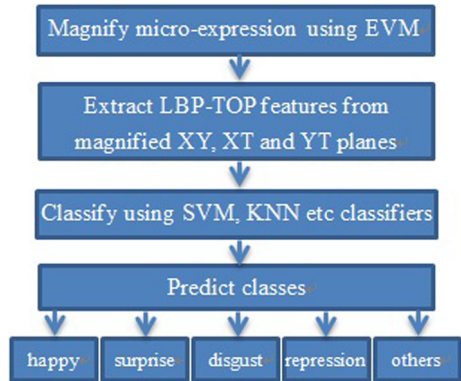 Magnify micro-expression using EVM
Extract LBP-TOP features from
magnified XY, XT and YT planes
Classify using SVM, KNN etc classifiers
Predict classes
happy
surprise
disgust
repression
others